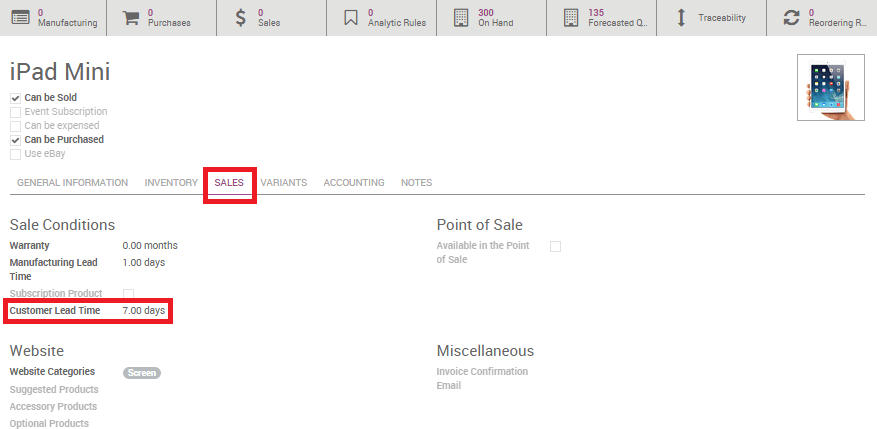 0 Manufacturing
0 Purchases
0 Sales
0 Analytic Rules
300 On Hand
135 Forecasted Q...
Traceability
0 Reordering R...
iPad Mini
Can be Sold
Event Subscription
Can be expensed
Can be Purchased
Use eBay
GENERAL INFORMATION INVENTORY SALES VARIANTS ACCOUNTING NOTES
Sale Conditions
Warranty 0.00 months
Manufacturing Lead 1.00 days
Time
Subscription Product
Customer Lead Time 7.00 days
Point of Sale
Available in the Point
of Sale
Website
Website Categories Screen
Suggested Products
Accessory Products
Optional Products
Miscellaneous
Invoice Confirmation
Email